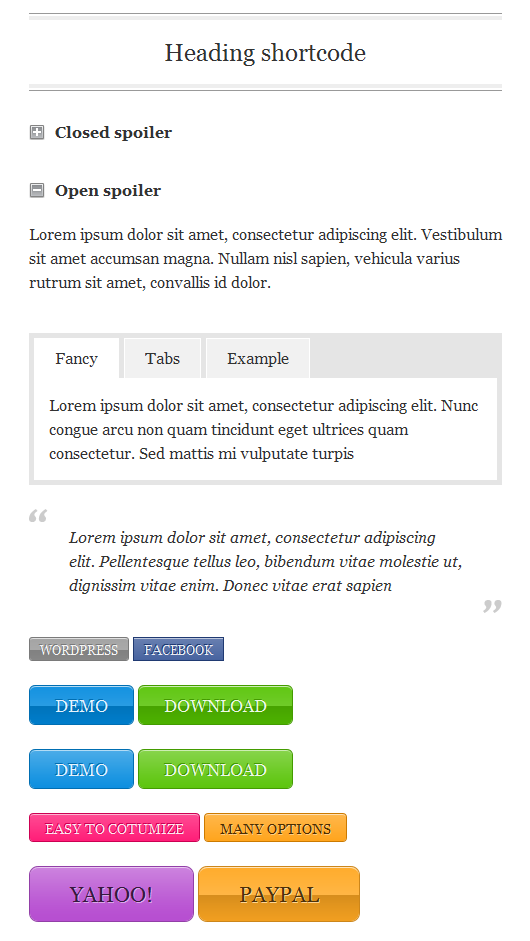 Heading shortcode
Closed spoiler
Open spoiler
Lorem ipsum dolor sit amet, consectetur adipiscing elit. Vestibulum
sit amet accumsan magna. Nullam nisl sapien, vehicula varius
rutrum sit amet, convallis id dolor.
Fancy Tabs Example
Lorem ipsum dolor sit amet, consectetur adipiscing elit. Nunc
congue arcu non quam tincidunt eget ultrices quam
consectetur. Sed mattis mi vulputate turpis
“
Lorem ipsum dolor sit amet, consectetur adipiscing
elit. Pellentesque tellus leo, bibendum vitae molestie ut,
dignissim vitae enim. Donec vitae erat sapien
”
WORDPRESS FACEBOOK
DEMO DOWNLOAD
DEMO DOWNLOAD
EASY TO COTUMIZE MANY OPTIONS
YAHOO! PAYPAL